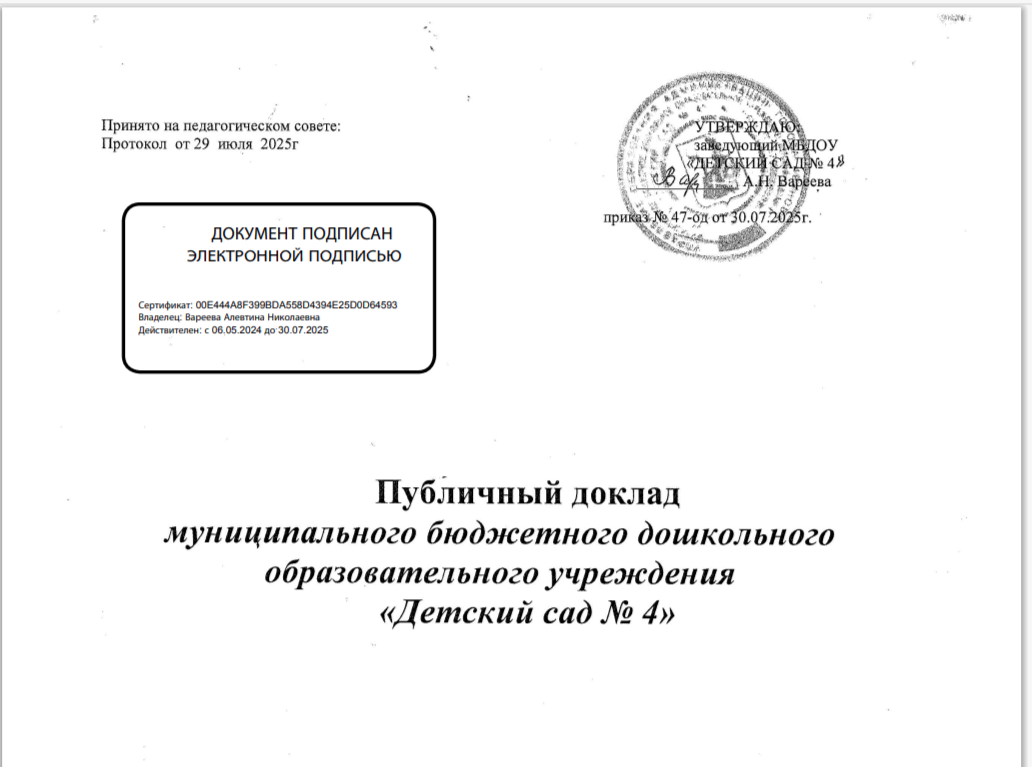 Принято на педагогическом совете:
Протокол от 29 июля 2025г
УТВЕРЖДАЮ:
заведующий МБДОУ
«ДЕТСКИЙ САД № 4»
А.Н. Вареева
приказ № 47-од от 30.07.2025г.
ДОКУМЕНТ ПОДПИСАН
ЭЛЕКТРОННОЙ ПОДПИСЬЮ
Сертификат: 00E444A8F399BDA558D4394E25D0D64593
Владелец: Вареева Алевтина Николаевна
Действителен: с 06.05.2024 до 30.07.2025
Публичный доклад
муниципального бюджетного дошкольного
образовательного учреждения
«Детский сад № 4»